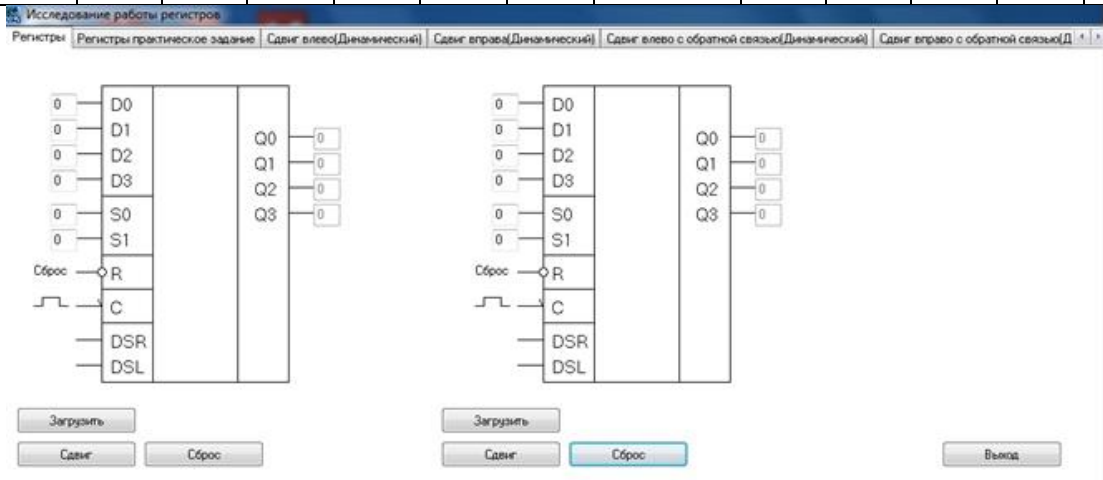 Исследование работы регистров
Регистры Регистры практическое задание Сдвиг влево(Динамический) Сдвиг вправа(Динамический) Сдвиг влево с обратной связью(Динамический) Сдвиг вправо с обратной связью(Д
0 D0 0 D0
0 D1 Q0 0 0 D1 Q0 0
0 D2 Q1 0 0 D2 Q1 0
0 D3 Q2 0 0 D3 Q2 0
0 S0 Q3 0 0 S0 Q3 0
0 S1 0 S1
Сброс R Сброс R
C C
DSR DSR
DSL DSL
Загрузить Загрузить
Сдвиг Сброс Сдвиг Сброс Выход